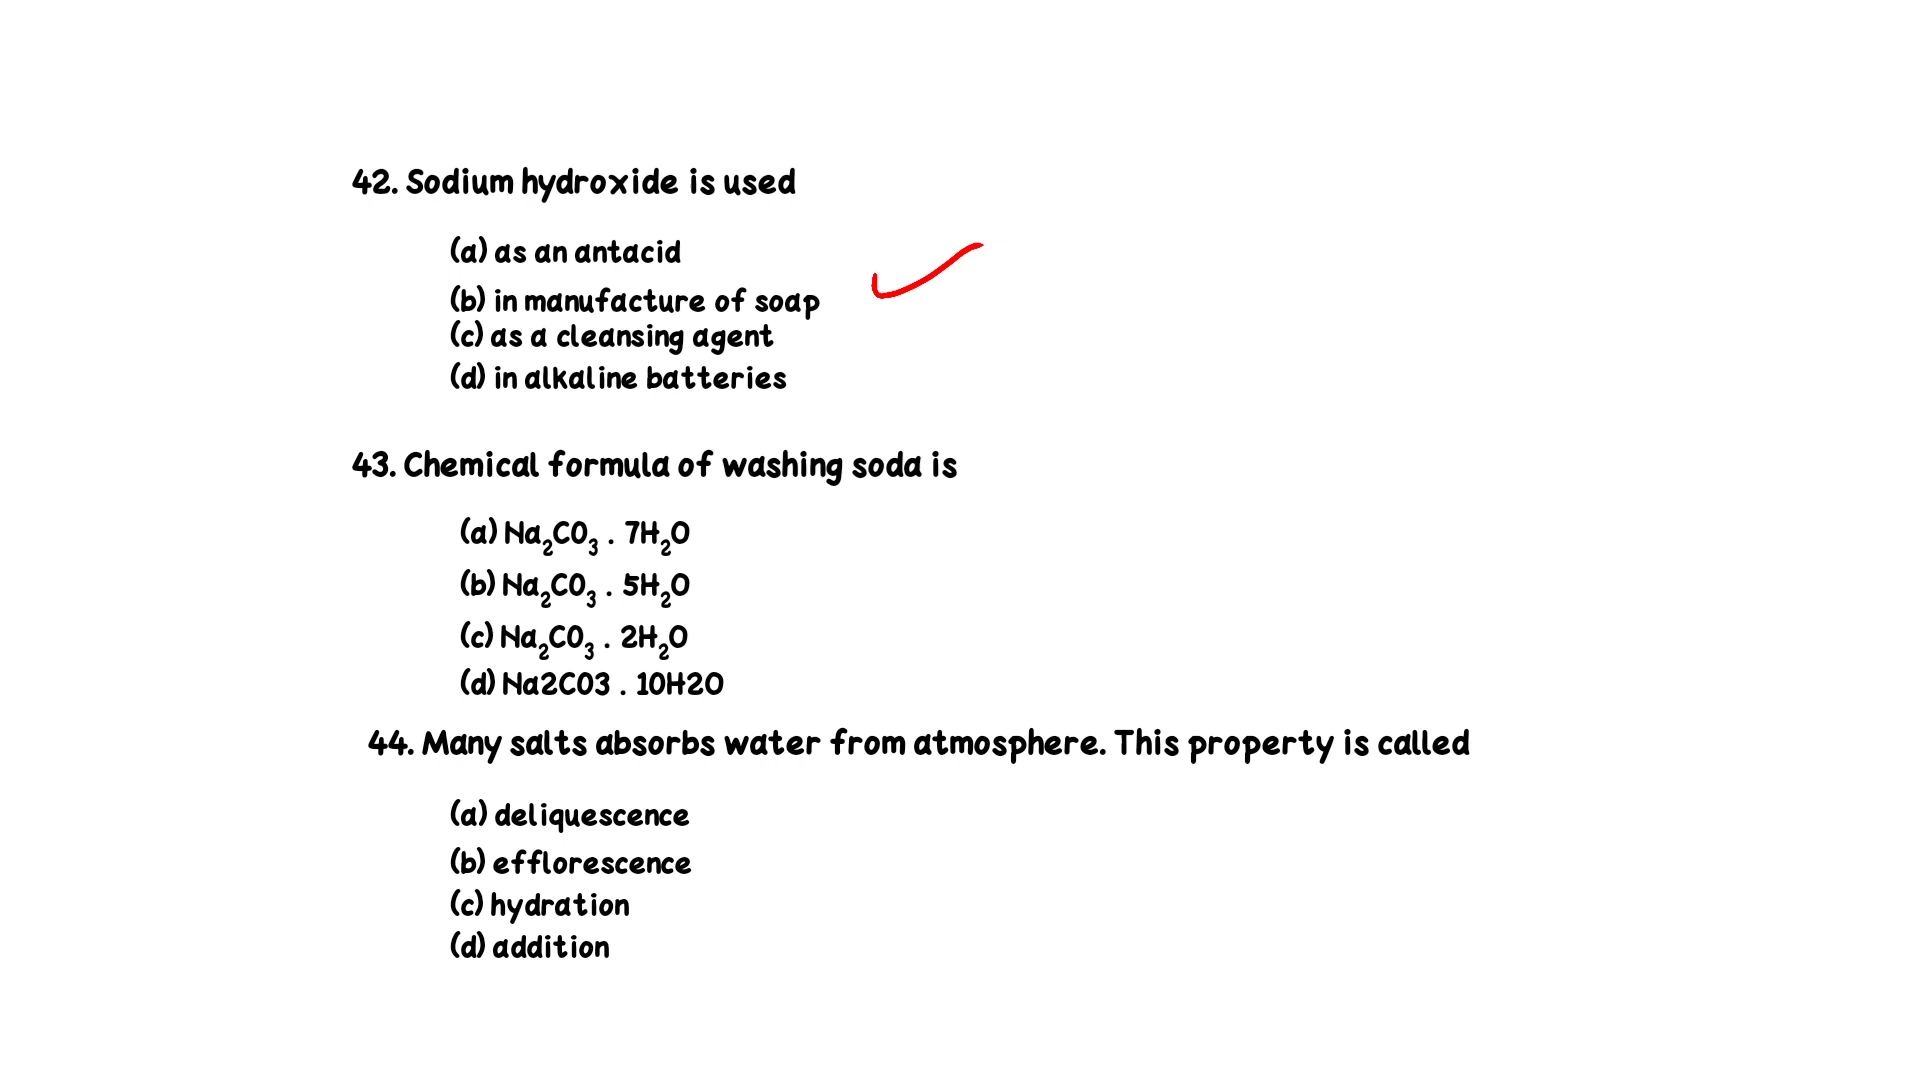 42. Sodium hydroxide is used
(a) as an antacid
(b) in manufacture of soap
(c) as a cleansing agent
(d) in alkaline batteries
43. Chemical formula of washing soda is
(a) Na₂CO₃ . 7H₂O
(b) Na₂CO₃ . 5H₂O
(c) Na₂CO₃ . 2H₂O
(d) Na2CO3 . 10H2O
44. Many salts absorbs water from atmosphere. This property is called
(a) deliquescence
(b) efflorescence
(c) hydration
(d) addition